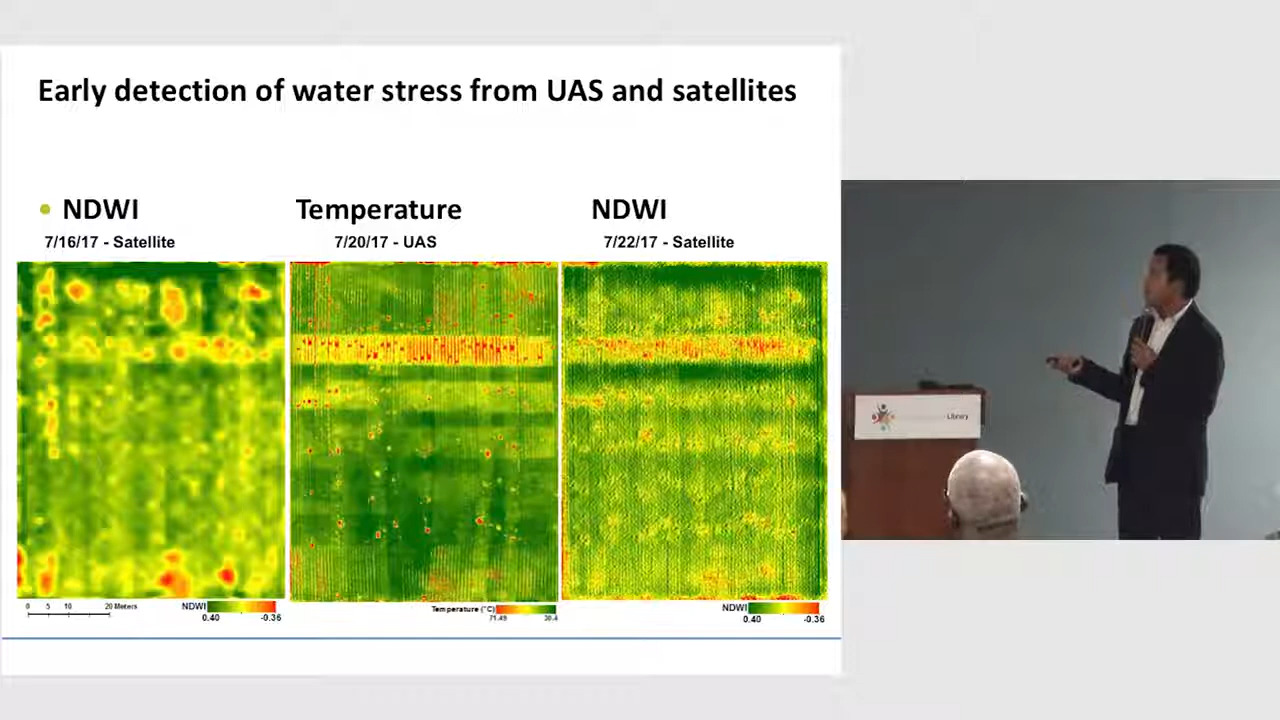 Early detection of water stress from UAS and satellites
NDWI
7/16/17 - Satellite
Temperature
7/20/17 - UAS
NDWI
7/22/17 - Satellite
0 5 10 20 Meters
NDWI
0.40 -0.36
Temperature (°C)
NDWI
0.40 -0.36
Library